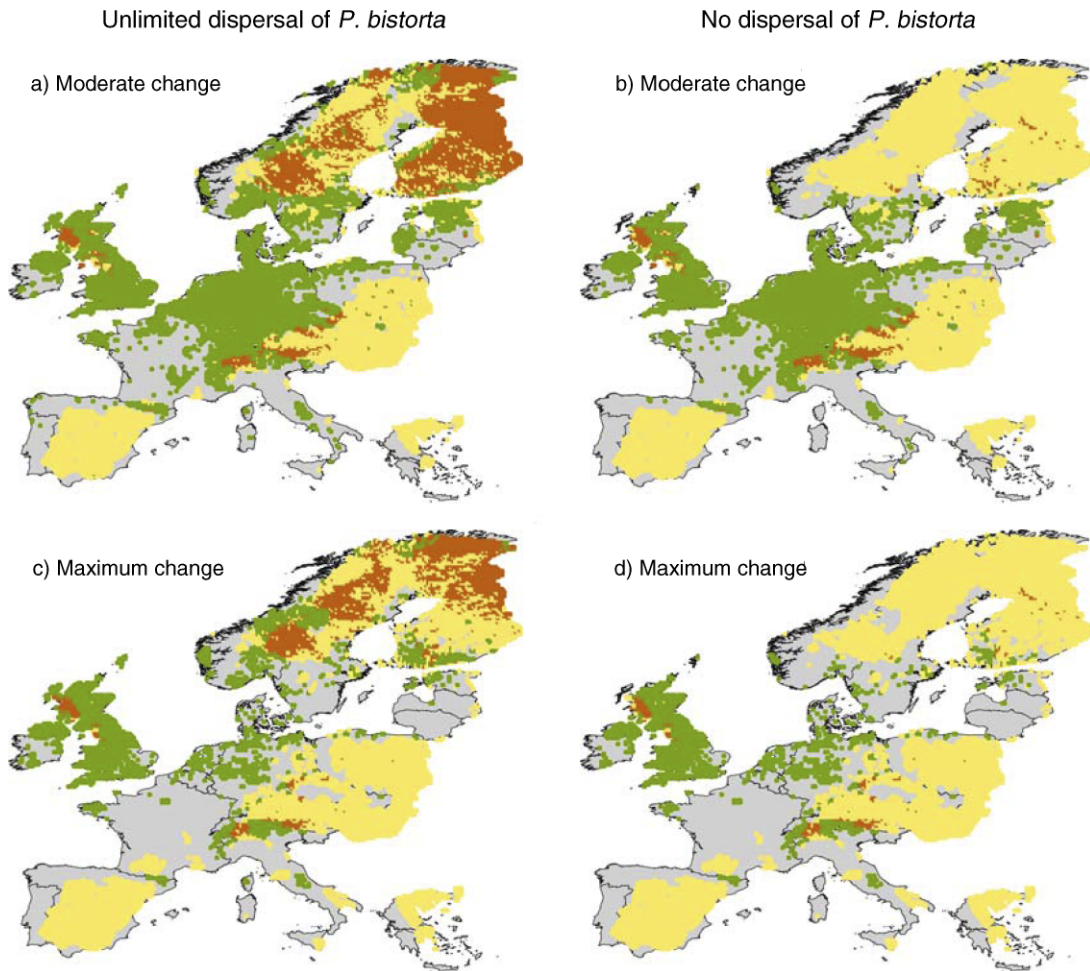 Unlimited dispersal of P. bistorta
No dispersal of P. bistorta
a) Moderate change
b) Moderate change
c) Maximum change
d) Maximum change